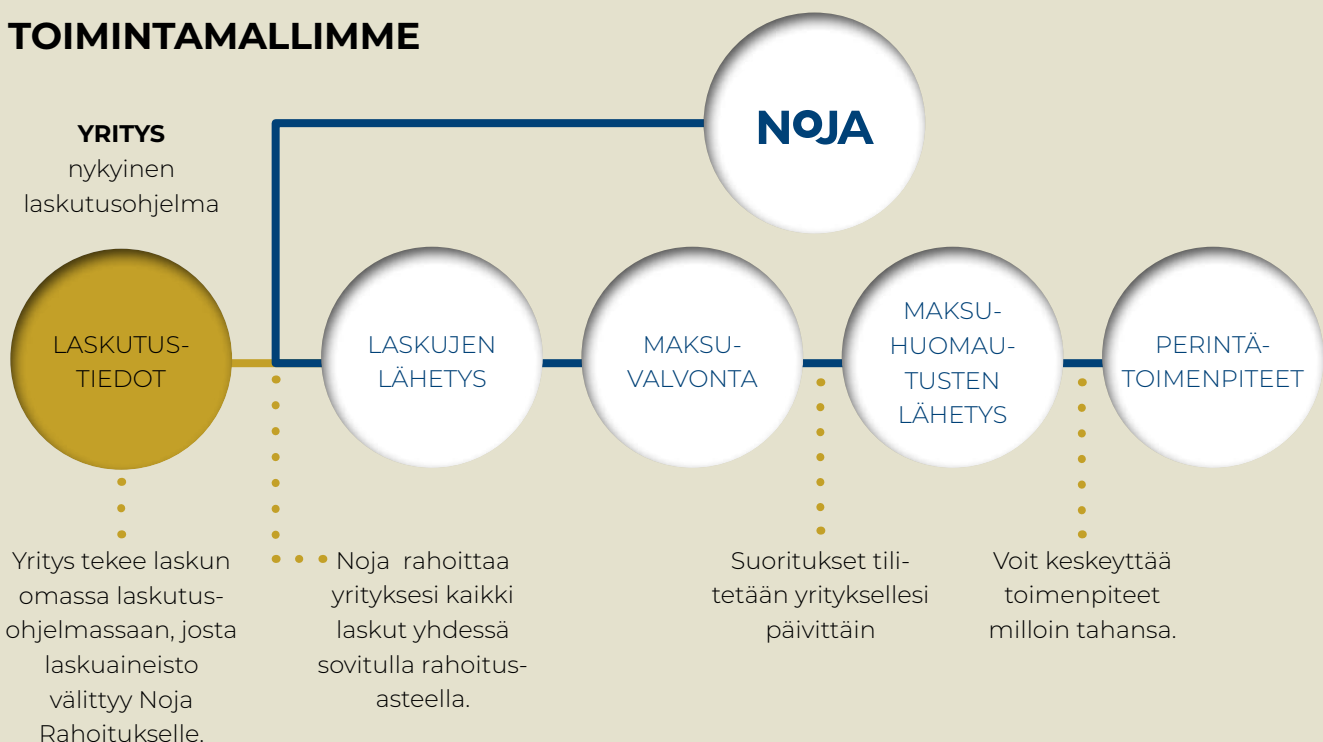 TOIMINTAMALLIMME
NOJA
YRITYS
nykyinen
laskutusohjelma
LASKUTUS-
TIEDOT
LASKUJEN
LÄHETYS
MAKSU-
VALVONTA
MAKSU-
HUOMAU-
TUSTEN
LÄHETYS
PERINTÄ-
TOIMENPITEET
Yritys tekee laskun
omassa laskutus-
ohjelmassaan, josta
laskuaineisto
välittyy Noja
Rahoitukselle.
Noja rahoittaa
yrityksesi kaikki
laskut yhdessä
sovitulla rahoitus-
asteella.
Suoritukset tili-
tetään yrityksellesi
päivittäin
Voit keskeyttää
toimenpiteet
milloin tahansa.